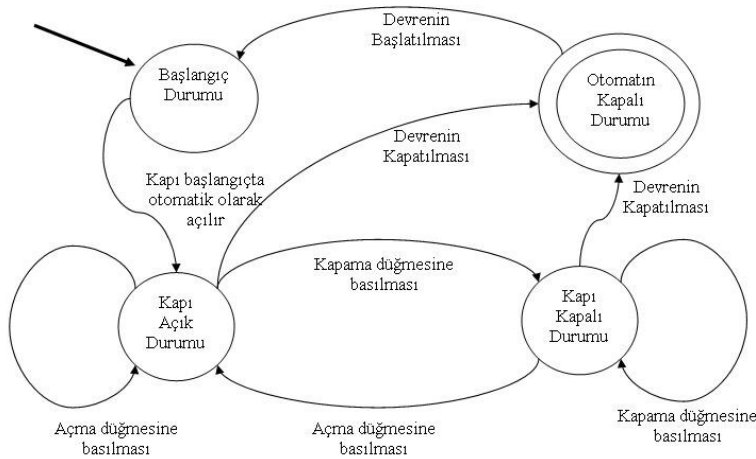 Devrenin
Başlatılması
Başlangıç
Durumu
Otomatın
Kapalı
Durumu
Devrenin
Kapatılması
Kapı başlangıçta
otomatik olarak
açılır
Devrenin
Kapatılması
Kapama düğmesine
basılması
Kapı
Açık
Durumu
Kapı
Kapalı
Durumu
Açma düğmesine
basılması
Açma düğmesine
basılması
Kapama düğmesine
basılması